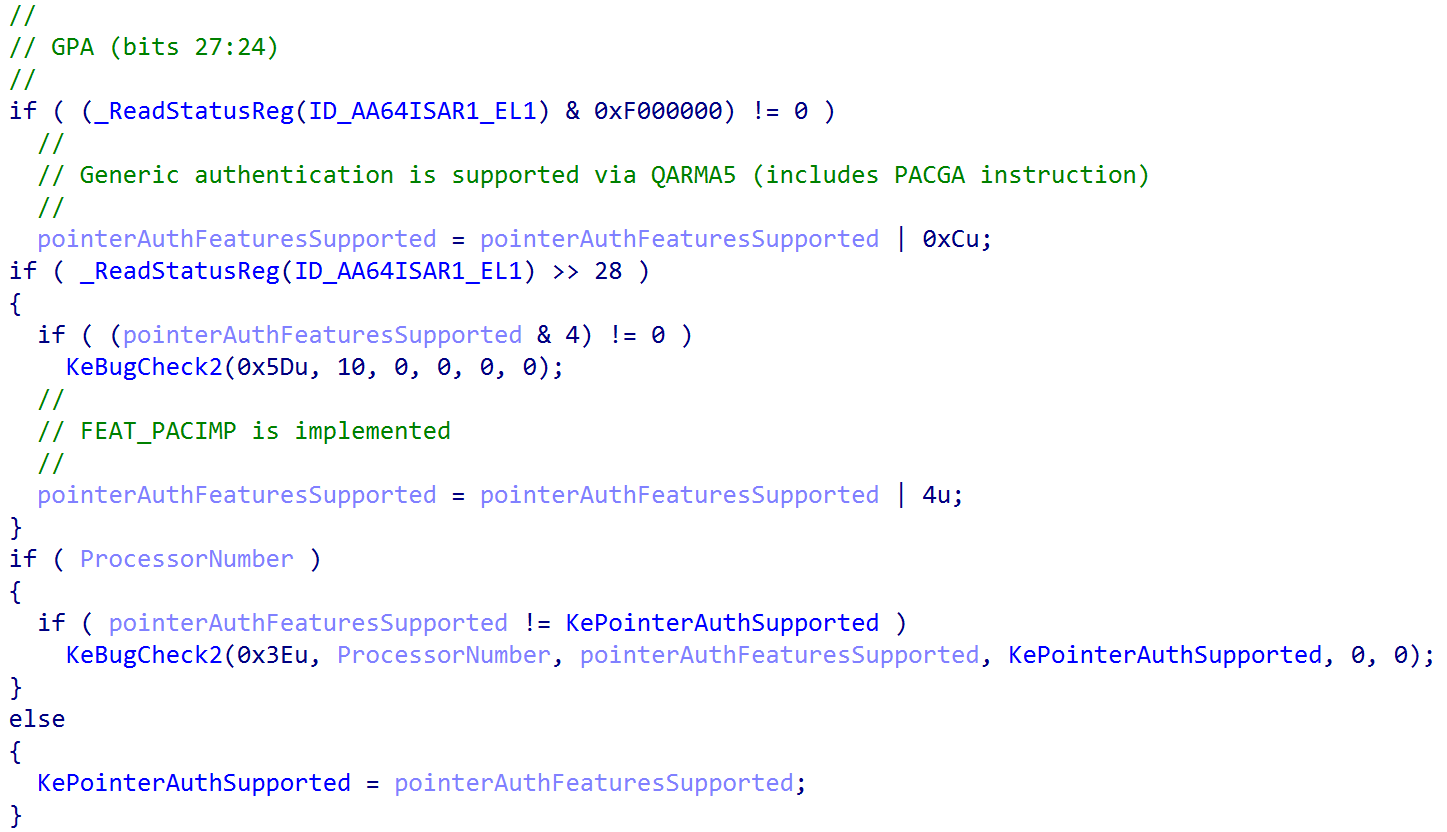 //
// GPA (bits 27:24)
//
if ( (_ReadStatusReg(ID_AA64ISAR1_EL1) & 0xF000000) != 0 )
  //
  // Generic authentication is supported via QARMA5 (includes PACGA instruction)
  //
  pointerAuthFeaturesSupported = pointerAuthFeaturesSupported | 0xCu;
if ( _ReadStatusReg(ID_AA64ISAR1_EL1) >> 28 )
{
  if ( (pointerAuthFeaturesSupported & 4) != 0 )
    KeBugCheck2(0x5Du, 10, 0, 0, 0, 0);
  //
  // FEAT_PACIMP is implemented
  //
  pointerAuthFeaturesSupported = pointerAuthFeaturesSupported | 4u;
}
if ( ProcessorNumber )
{
  if ( pointerAuthFeaturesSupported != KePointerAuthSupported )
    KeBugCheck2(0x3Eu, ProcessorNumber, pointerAuthFeaturesSupported, KePointerAuthSupported, 0, 0);
}
else
{
  KePointerAuthSupported = pointerAuthFeaturesSupported;
}